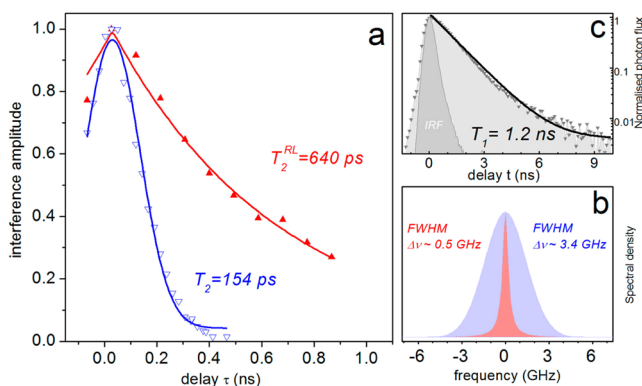 a
interference amplitude
1.0
0.8
0.6
0.4
0.2
0.0
T₂ᴿᴸ=640 ps
T₂=154 ps
0.0 0.2 0.4 0.6 0.8 1.0
delay τ (ns)
c
Normalised photon flux
1
0.1
0.01
IRF
T₁ = 1.2 ns
0 3 6 9
delay t (ns)
b
FWHM
Δν~ 0.5 GHz
FWHM
Δν~ 3.4 GHz
Spectral density
-6 -3 0 3 6
frequency (GHz)